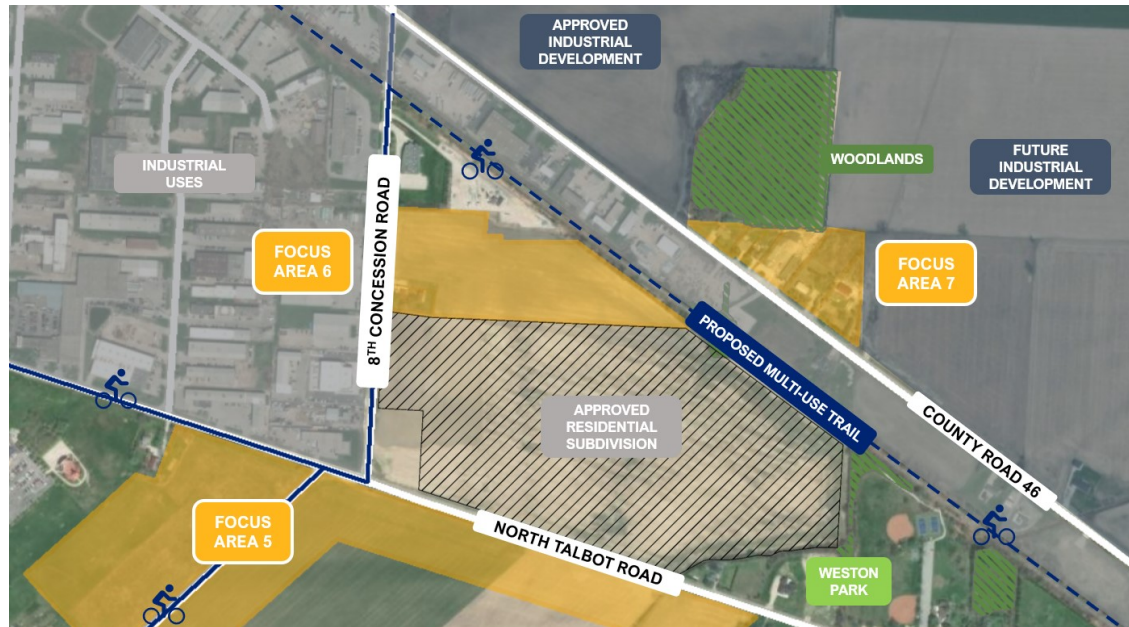 APPROVED
INDUSTRIAL
DEVELOPMENT
INDUSTRIAL
USES
WOODLANDS
FUTURE
INDUSTRIAL
DEVELOPMENT
8TH CONCESSION ROAD
FOCUS
AREA 6
FOCUS
AREA 7
PROPOSED MULTI-USE TRAIL
APPROVED
RESIDENTIAL
SUBDIVISION
COUNTY ROAD 46
FOCUS
AREA 5
NORTH TALBOT ROAD
WESTON
PARK